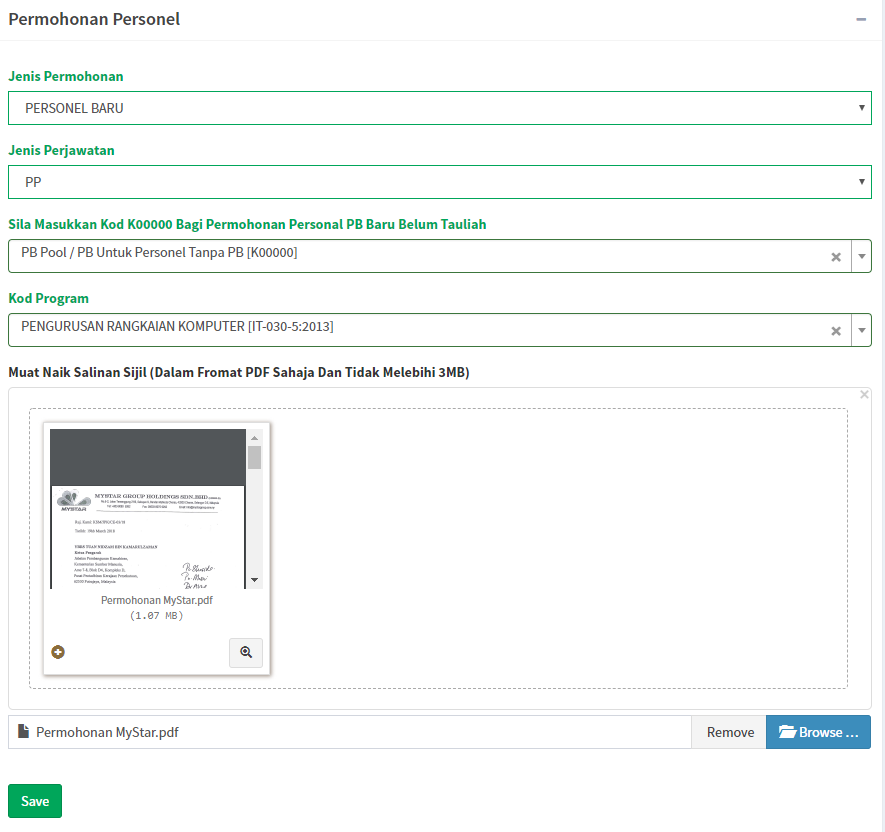 Permohonan Personel
Jenis Permohonan
PERSONEL BARU
Jenis Perjawatan
PP
Sila Masukkan Kod K00000 Bagi Permohonan Personal PB Baru Belum Tauliah
PB Pool / PB Untuk Personel Tanpa PB [K00000]
Kod Program
PENGURUSAN RANGKAIAN KOMPUTER [IT-030-5:2013]
Muat Naik Salinan Sijil (Dalam Fromat PDF Sahaja Dan Tidak Melebihi 3MB)
MYSTAR GROUP HOLDINGS SDN.BHD
MYSTAR
Permohonan MyStar.pdf
(1.07 MB)
Permohonan MyStar.pdf
Remove
Browse ...
Save